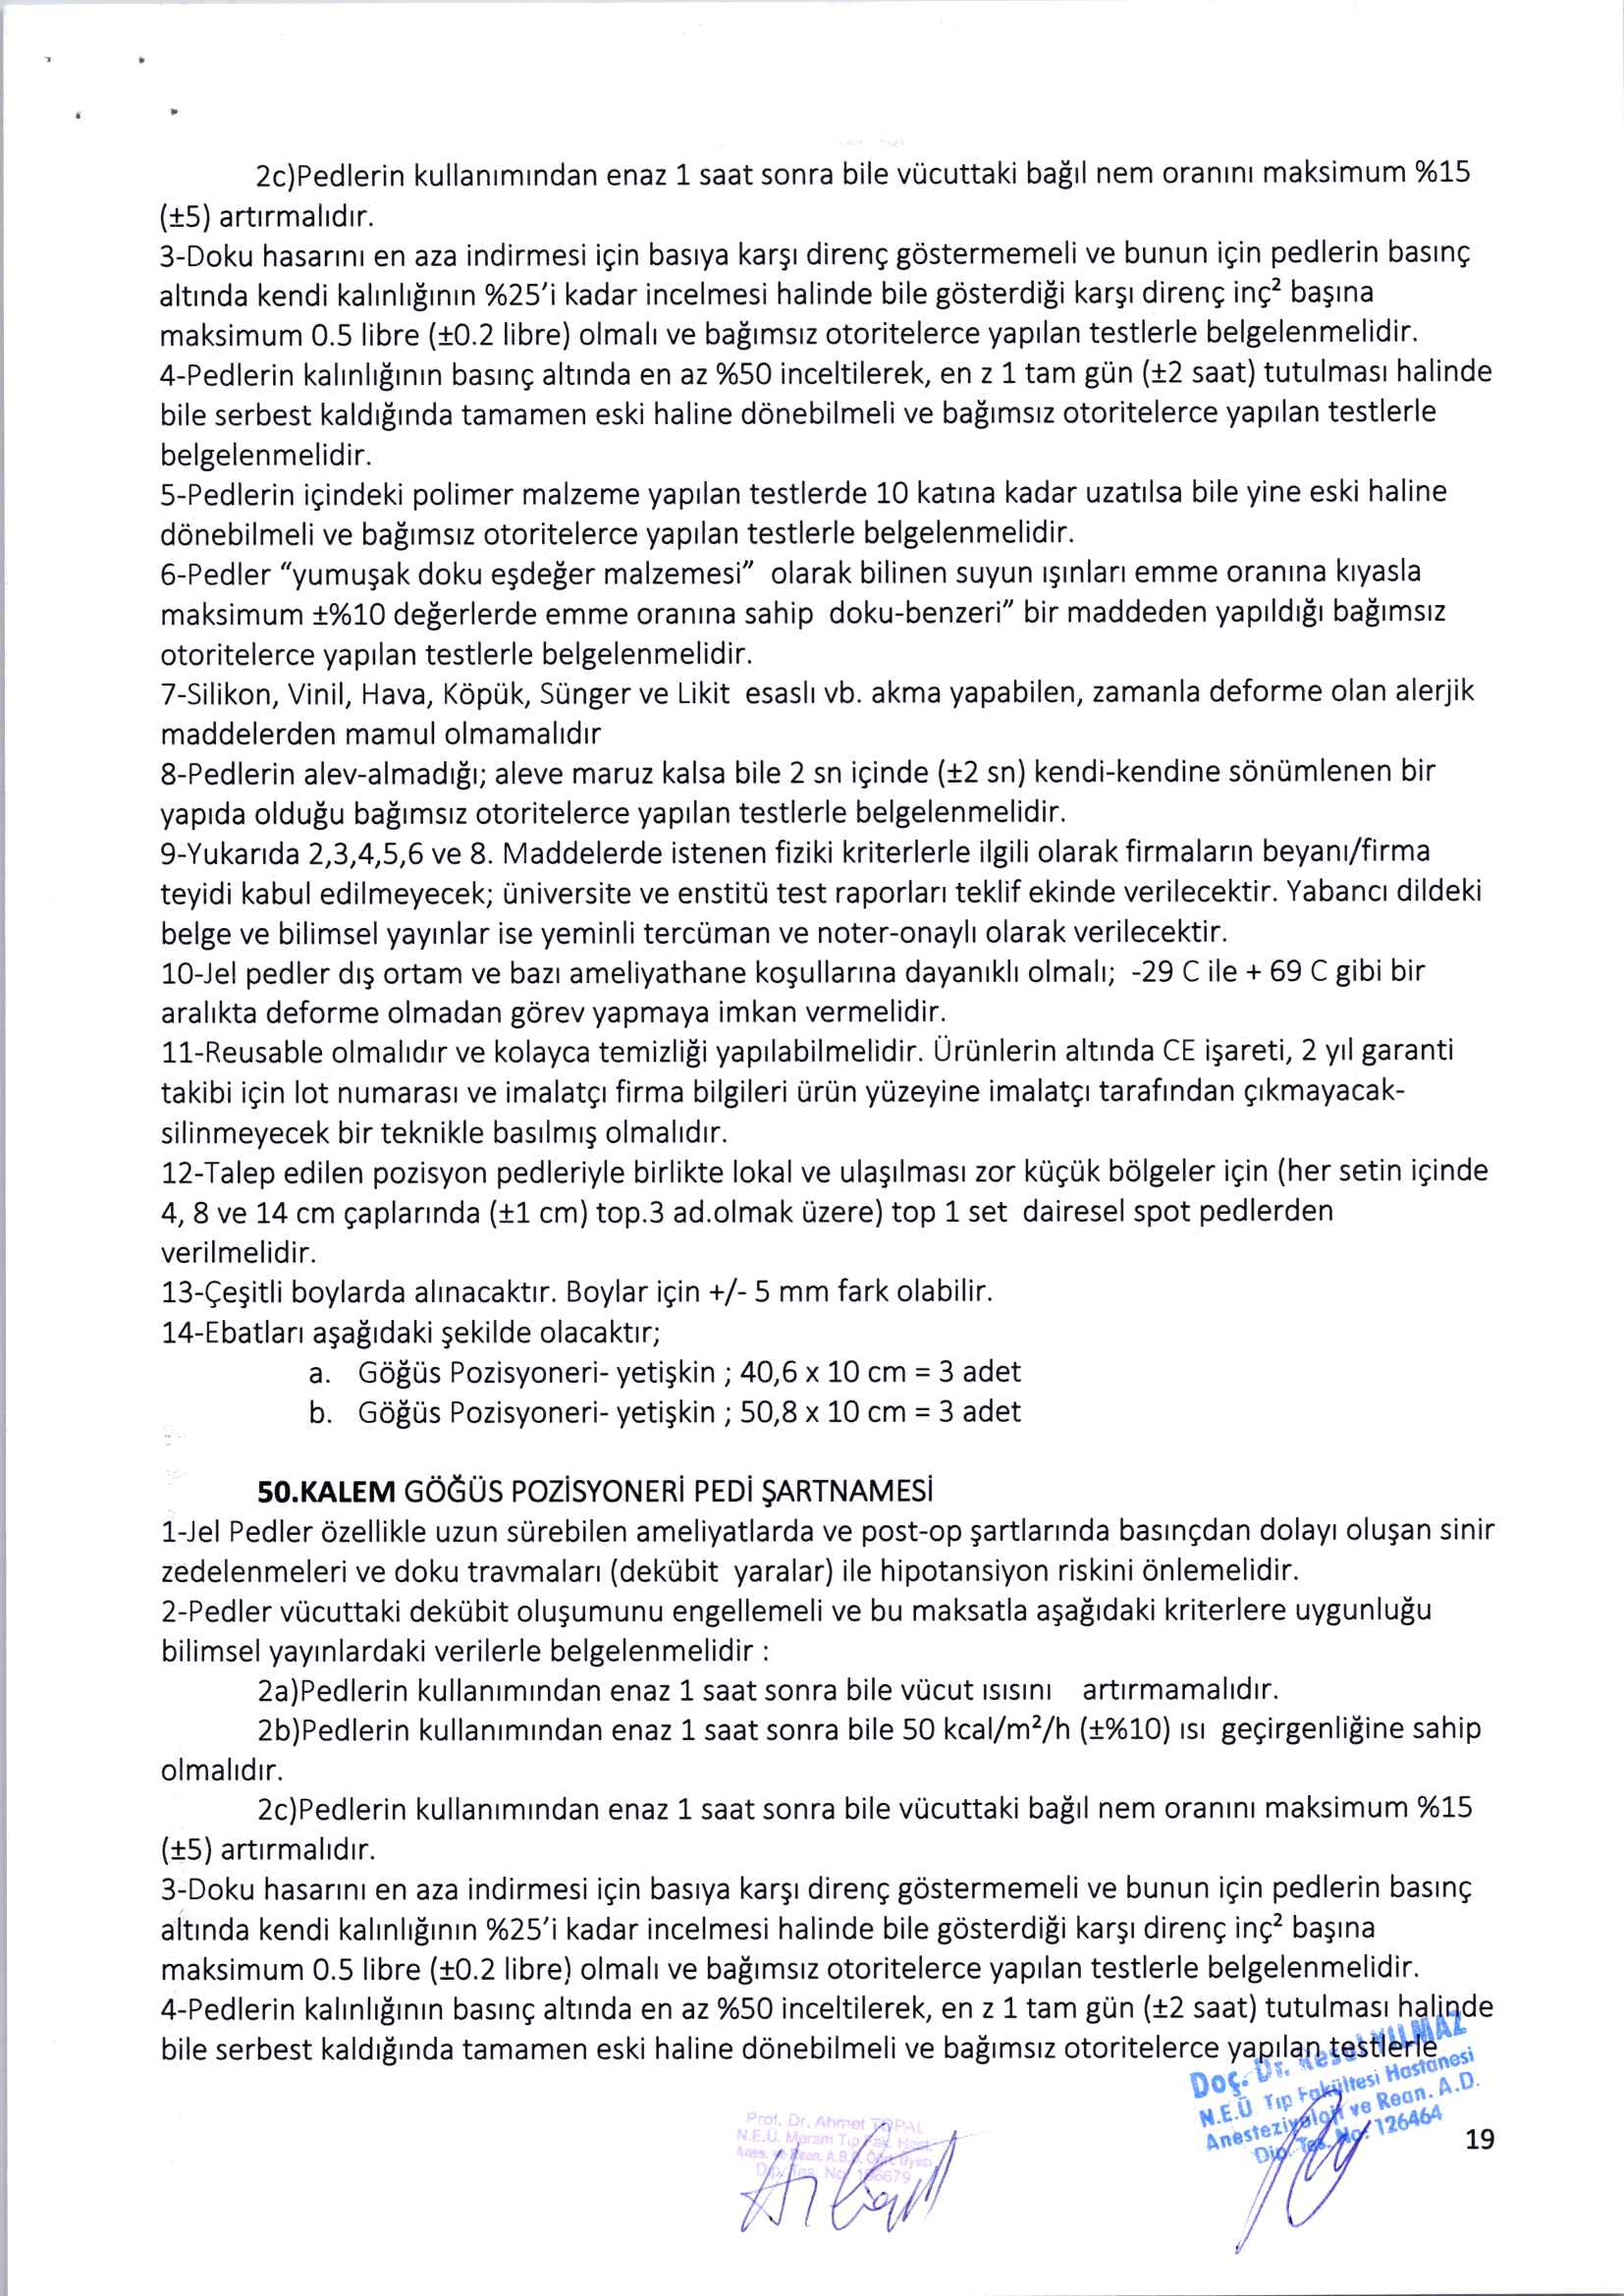 2c)Pedlerin kullanımından enaz 1 saat sonra bile vücuttaki bağıl nem oranını maksimum %15
(±5) artırmalıdır.
3-Doku hasarını en aza indirmesi için basıya karşı direnç göstermemeli ve bunun için pedlerin basınç
altında kendi kalınlığının %25'i kadar incelmesi halinde bile gösterdiği karşı direnç inç² başına
maksimum 0.5 libre (±0.2 libre) olmalı ve bağımsız otoritelerce yapılan testlerle belgelenmelidir.
4-Pedlerin kalınlığının basınç altında en az %50 inceltilerek, en z 1 tam gün (±2 saat) tutulması halinde
bile serbest kaldığında tamamen eski haline dönebilmeli ve bağımsız otoritelerce yapılan testlerle
belgelenmelidir.
5-Pedlerin içindeki polimer malzeme yapılan testlerde 10 katına kadar uzatılsa bile yine eski haline
dönebilmeli ve bağımsız otoritelerce yapılan testlerle belgelenmelidir.
6-Pedler “yumuşak doku eşdeğer malzemesi” olarak bilinen suyun ışınları emme oranına kıyasla
maksimum ±%10 değerlerde emme oranına sahip doku-benzeri” bir maddeden yapıldığı bağımsız
otoritelerce yapılan testlerle belgelenmelidir.
7-Silikon, Vinil, Hava, Köpük, Sünger ve Likit esaslı vb. akma yapabilen, zamanla deforme olan alerjik
maddelerden mamul olmamalıdır
8-Pedlerin alev-almadığı; aleve maruz kalsa bile 2 sn içinde (±2 sn) kendi-kendine sönümlenen bir
yapıda olduğu bağımsız otoritelerce yapılan testlerle belgelenmelidir.
9-Yukarıda 2,3,4,5,6 ve 8. Maddelerde istenen fiziki kriterlerle ilgili olarak firmaların beyanı/firma
teyidi kabul edilmeyecek; üniversite ve enstitü test raporları teklif ekinde verilecektir. Yabancı dildeki
belge ve bilimsel yayınlar ise yeminli tercüman ve noter-onaylı olarak verilecektir.
10-Jel pedler dış ortam ve bazı ameliyathane koşullarına dayanıklı olmalı; -29 C ile + 69 C gibi bir
aralıkta deforme olmadan görev yapmaya imkan vermelidir.
11-Reusable olmalıdır ve kolayca temizliği yapılabilmelidir. Ürünlerin altında CE işareti, 2 yıl garanti
takibi için lot numarası ve imalatçı firma bilgileri ürün yüzeyine imalatçı tarafından çıkmayacak-
silinmeyecek bir teknikle basılmış olmalıdır.
12-Talep edilen pozisyon pedleriyle birlikte lokal ve ulaşılması zor küçük bölgeler için (her setin içinde
4, 8 ve 14 cm çaplarında (±1 cm) top.3 ad.olmak üzere) top 1 set dairesel spot pedlerden
verilmelidir.
13-Çeşitli boylarda alınacaktır. Boylar için +/- 5 mm fark olabilir.
14-Ebatları aşağıdaki şekilde olacaktır;
a. Göğüs Pozisyoneri- yetişkin ; 40,6 x 10 cm = 3 adet
b. Göğüs Pozisyoneri- yetişkin ; 50,8 x 10 cm = 3 adet
50.KALEM GÖĞÜS POZİSYONERİ PEDİ ŞARTNAMESİ
1-Jel Pedler özellikle uzun sürebilen ameliyatlarda ve post-op şartlarında basınçdan dolayı oluşan sinir
zedelenmeleri ve doku travmaları (dekübit yaralar) ile hipotansiyon riskini önlemelidir.
2-Pedler vücuttaki dekübit oluşumunu engellemeli ve bu maksatla aşağıdaki kriterlere uygunluğu
bilimsel yayınlardaki verilerle belgelenmelidir :
2a)Pedlerin kullanımından enaz 1 saat sonra bile vücut ısısını artırmamalıdır.
2b)Pedlerin kullanımından enaz 1 saat sonra bile 50 kcal/m²/h (±%10) ısı geçirgenliğine sahip
olmalıdır.
2c)Pedlerin kullanımından enaz 1 saat sonra bile vücuttaki bağıl nem oranını maksimum %15
(±5) artırmalıdır.
3-Doku hasarını en aza indirmesi için basıya karşı direnç göstermemeli ve bunun için pedlerin basınç
altında kendi kalınlığının %25'i kadar incelmesi halinde bile gösterdiği karşı direnç inç² başına
maksimum 0.5 libre (±0.2 libre) olmalı ve bağımsız otoritelerce yapılan testlerle belgelenmelidir.
4-Pedlerin kalınlığının basınç altında en az %50 inceltilerek, en z 1 tam gün (±2 saat) tutulması halinde
bile serbest kaldığında tamamen eski haline dönebilmeli ve bağımsız otoritelerce yapılan testlerle
Doç. Dr. Resul YILMAZ
N.E.Ü Tıp Fakültesi Hastanesi
Anesteziyoloji ve Rean. A.D.
Dip. Tes. No: 126464
Prof. Dr. Ahmet TOPAL
N.E.Ü. Meram Tıp Fak. Hast.
Anes. ve Rean. A.B.D. Öğrt. Üyesi
Dip. Tes. No:
19